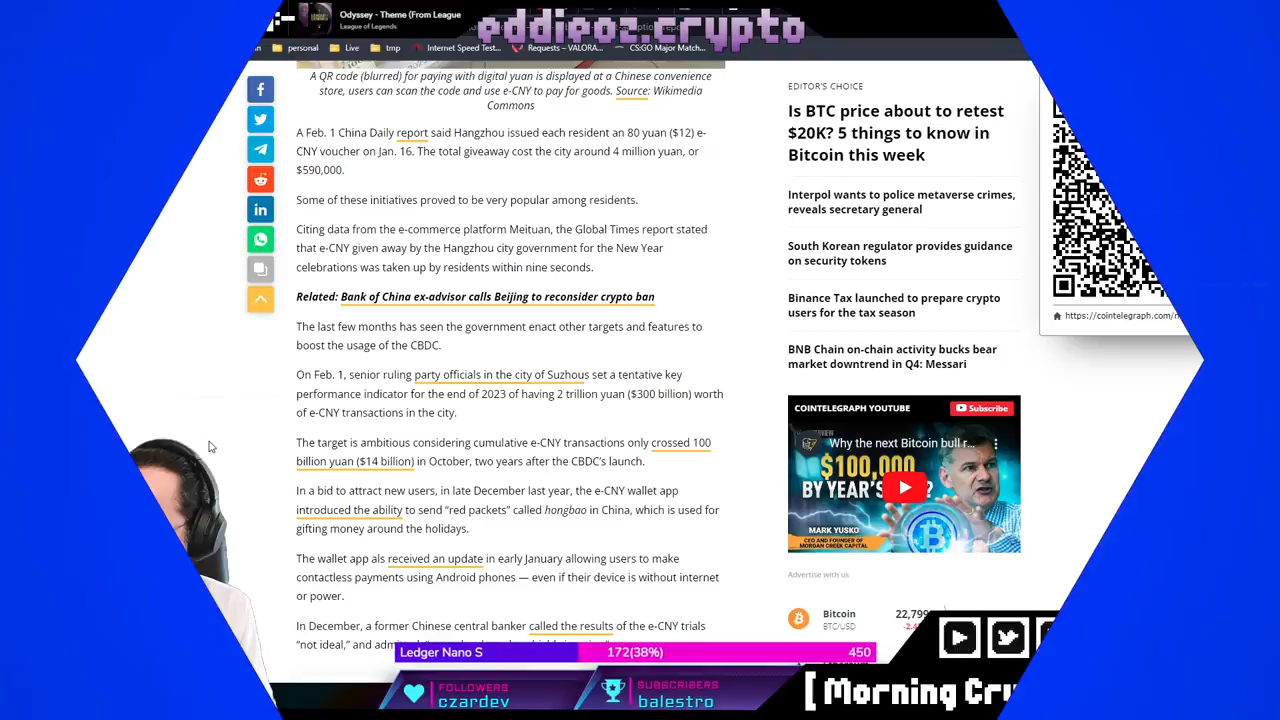 Odyssey - Theme (From League
League of Legends
eddieoz.crypto
personal
Live
tmp
Internet Speed Test...
Requests – VALORA...
CS:GO Major Match...
A QR code (blurred) for paying with digital yuan is displayed at a Chinese convenience
store, users can scan the code and use e-CNY to pay for goods. Source: Wikimedia
Commons
A Feb. 1 China Daily report said Hangzhou issued each resident an 80 yuan ($12) e-
CNY voucher on Jan. 16. The total giveaway cost the city around 4 million yuan, or
$590,000.
Some of these initiatives proved to be very popular among residents.
Citing data from the e-commerce platform Meituan, the Global Times report stated
that e-CNY given away by the Hangzhou city government for the New Year
celebrations was taken up by residents within nine seconds.
Related: Bank of China ex-advisor calls Beijing to reconsider crypto ban
The last few months has seen the government enact other targets and features to
boost the usage of the CBDC.
On Feb. 1, senior ruling party officials in the city of Suzhous set a tentative key
performance indicator for the end of 2023 of having 2 trillion yuan ($300 billion) worth
of e-CNY transactions in the city.
The target is ambitious considering cumulative e-CNY transactions only crossed 100
billion yuan ($14 billion) in October, two years after the CBDC's launch.
In a bid to attract new users, in late December last year, the e-CNY wallet app
introduced the ability to send “red packets” called hongbao in China, which is used for
gifting money around the holidays.
The wallet app als received an update in early January allowing users to make
contactless payments using Android phones — even if their device is without internet
or power.
In December, a former Chinese central banker called the results of the e-CNY trials
“not ideal,” and
EDITOR’S CHOICE
Is BTC price about to retest
$20K? 5 things to know in
Bitcoin this week
Interpol wants to police metaverse crimes,
reveals secretary general
South Korean regulator provides guidance
on security tokens
Binance Tax launched to prepare crypto
users for the tax season
BNB Chain on-chain activity bucks bear
market downtrend in Q4: Messari
https://cointelegraph.com/n
COINTELEGRAPH YOUTUBE
Subscribe
Why the next Bitcoin bull r...
$100,000
BY YEAR'S
MARK YUSKO
CEO AND FOUNDER OF
MORGAN CREEK CAPITAL
Advertise with us
Bitcoin
22,799
BTC/USD
Ledger Nano S
172(38%)
450
FOLLOWERS
czardev
SUBSCRIBERS
balestro
[ Morning Cry